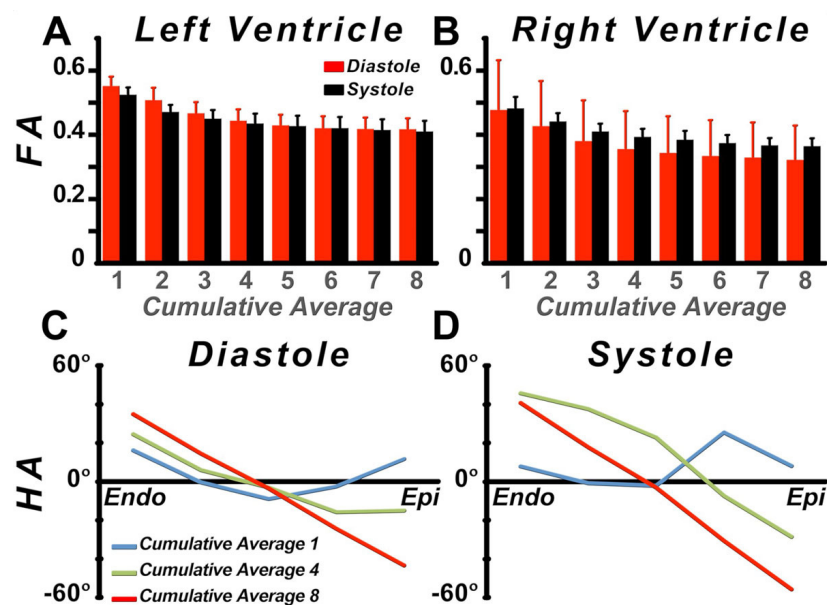 A Left Ventricle
B Right Ventricle
0.6
Diastole
Systole
0.4
0.2
0
FA
1 2 3 4 5 6 7 8
Cumulative Average
0.6
0
1 2 3 4 5 6 7 8
Cumulative Average
C Diastole
D Systole
60°
0°
-60°
HA
Endo
Epi
Cumulative Average 1
Cumulative Average 4
Cumulative Average 8
60°
0°
-60°
Endo
Epi